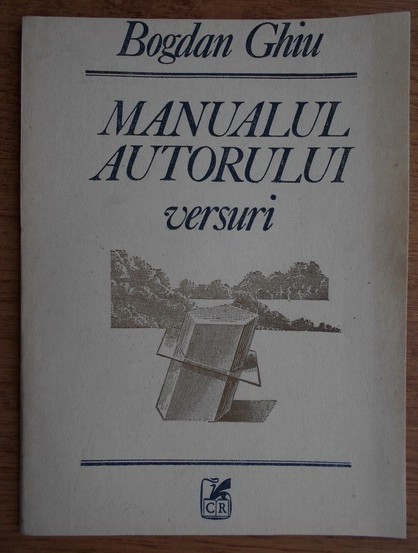 Bogdan Ghiu
MANUALUL
AUTORULUI
versuri
CR